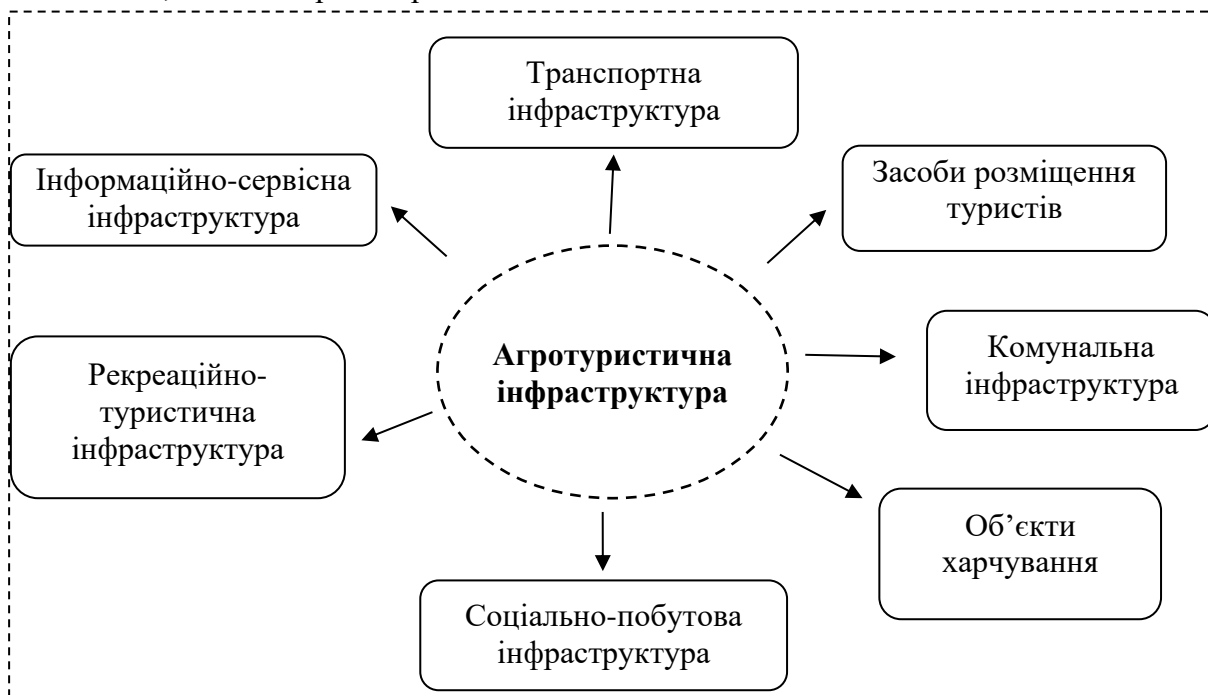 Транспортна
інфраструктура
Інформаційно-сервісна
інфраструктура
Засоби розміщення
туристів
Агротуристична
інфраструктура
Комунальна
інфраструктура
Рекреаційно-
туристична
інфраструктура
Об’єкти
харчування
Соціально-побутова
інфраструктура